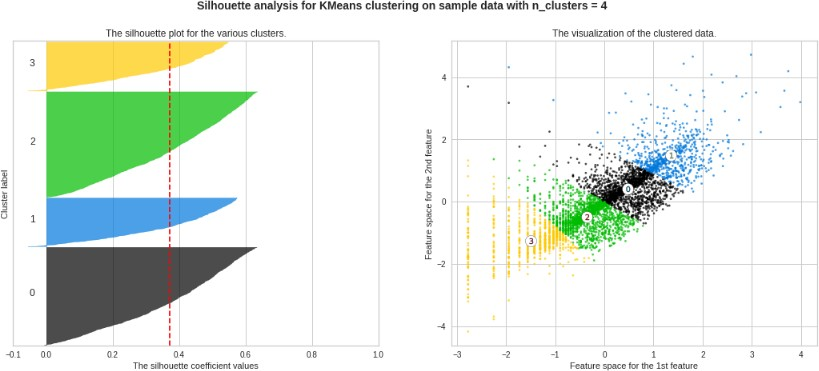 Silhouette analysis for KMeans clustering on sample data with n_clusters = 4
The silhouette plot for the various clusters.
3
2
1
0
Cluster label
−0.1 0.0 0.2 0.4 0.6 0.8 1.0
The silhouette coefficient values
The visualization of the clustered data.
4
2
0
−2
−4
Feature space for the 2nd feature
0
2
3
−3 −2 −1 0 1 2 3 4
Feature space for the 1st feature